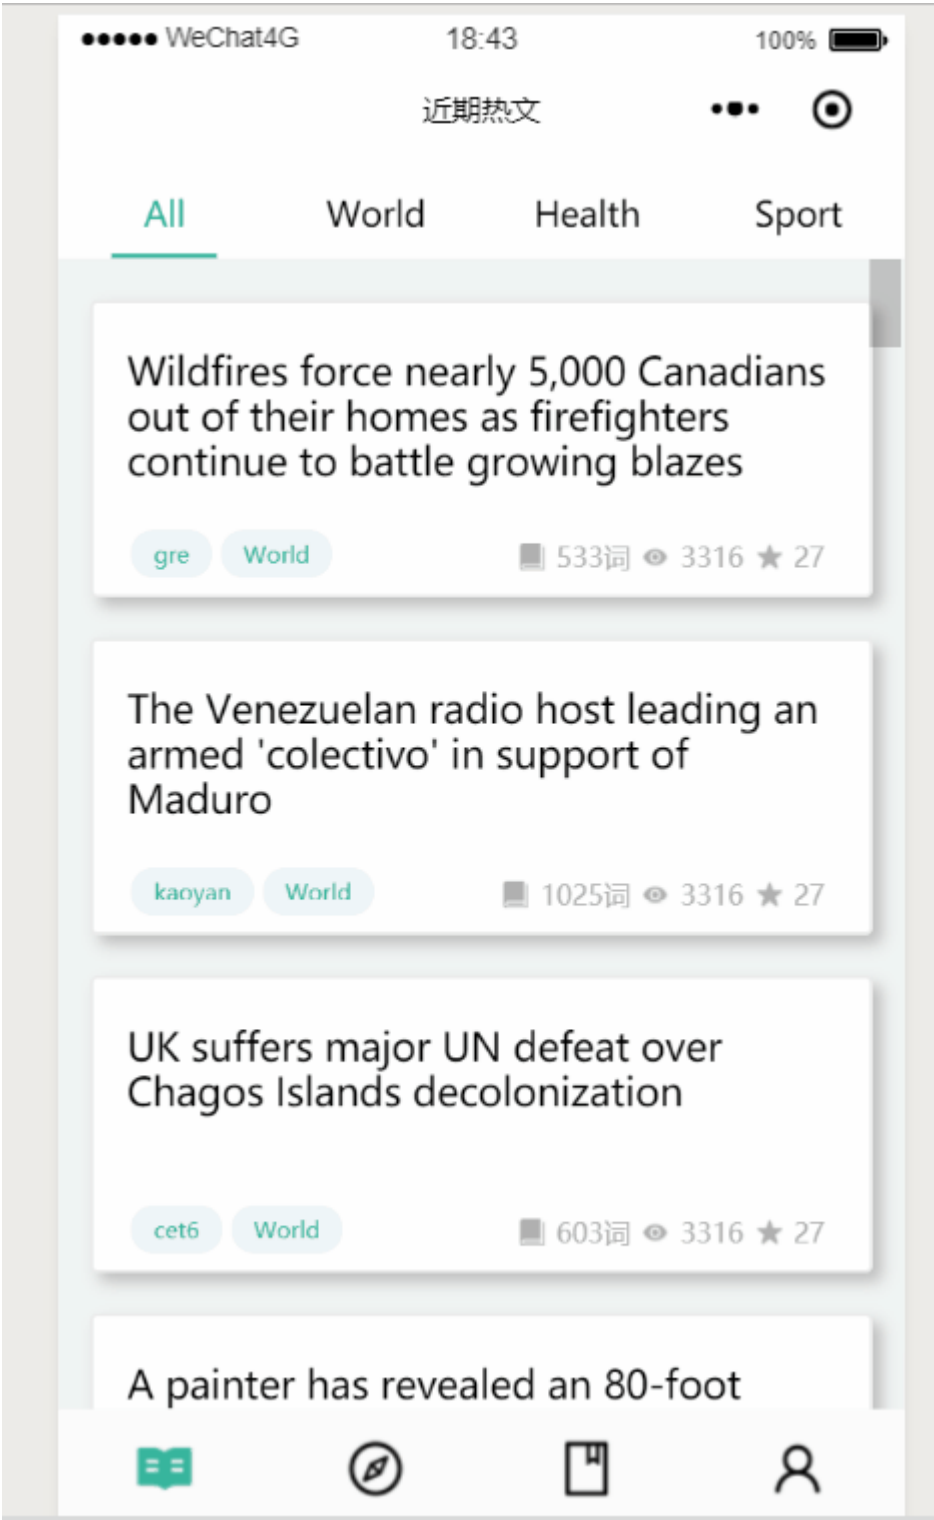 WeChat4G 18:43 100%
近期热文
All World Health Sport
Wildfires force nearly 5,000 Canadians
out of their homes as firefighters
continue to battle growing blazes
gre World 533词 3316 27
The Venezuelan radio host leading an
armed 'colectivo' in support of
Maduro
kaoyan World 1025词 3316 27
UK suffers major UN defeat over
Chagos Islands decolonization
cet6 World 603词 3316 27
A painter has revealed an 80-foot